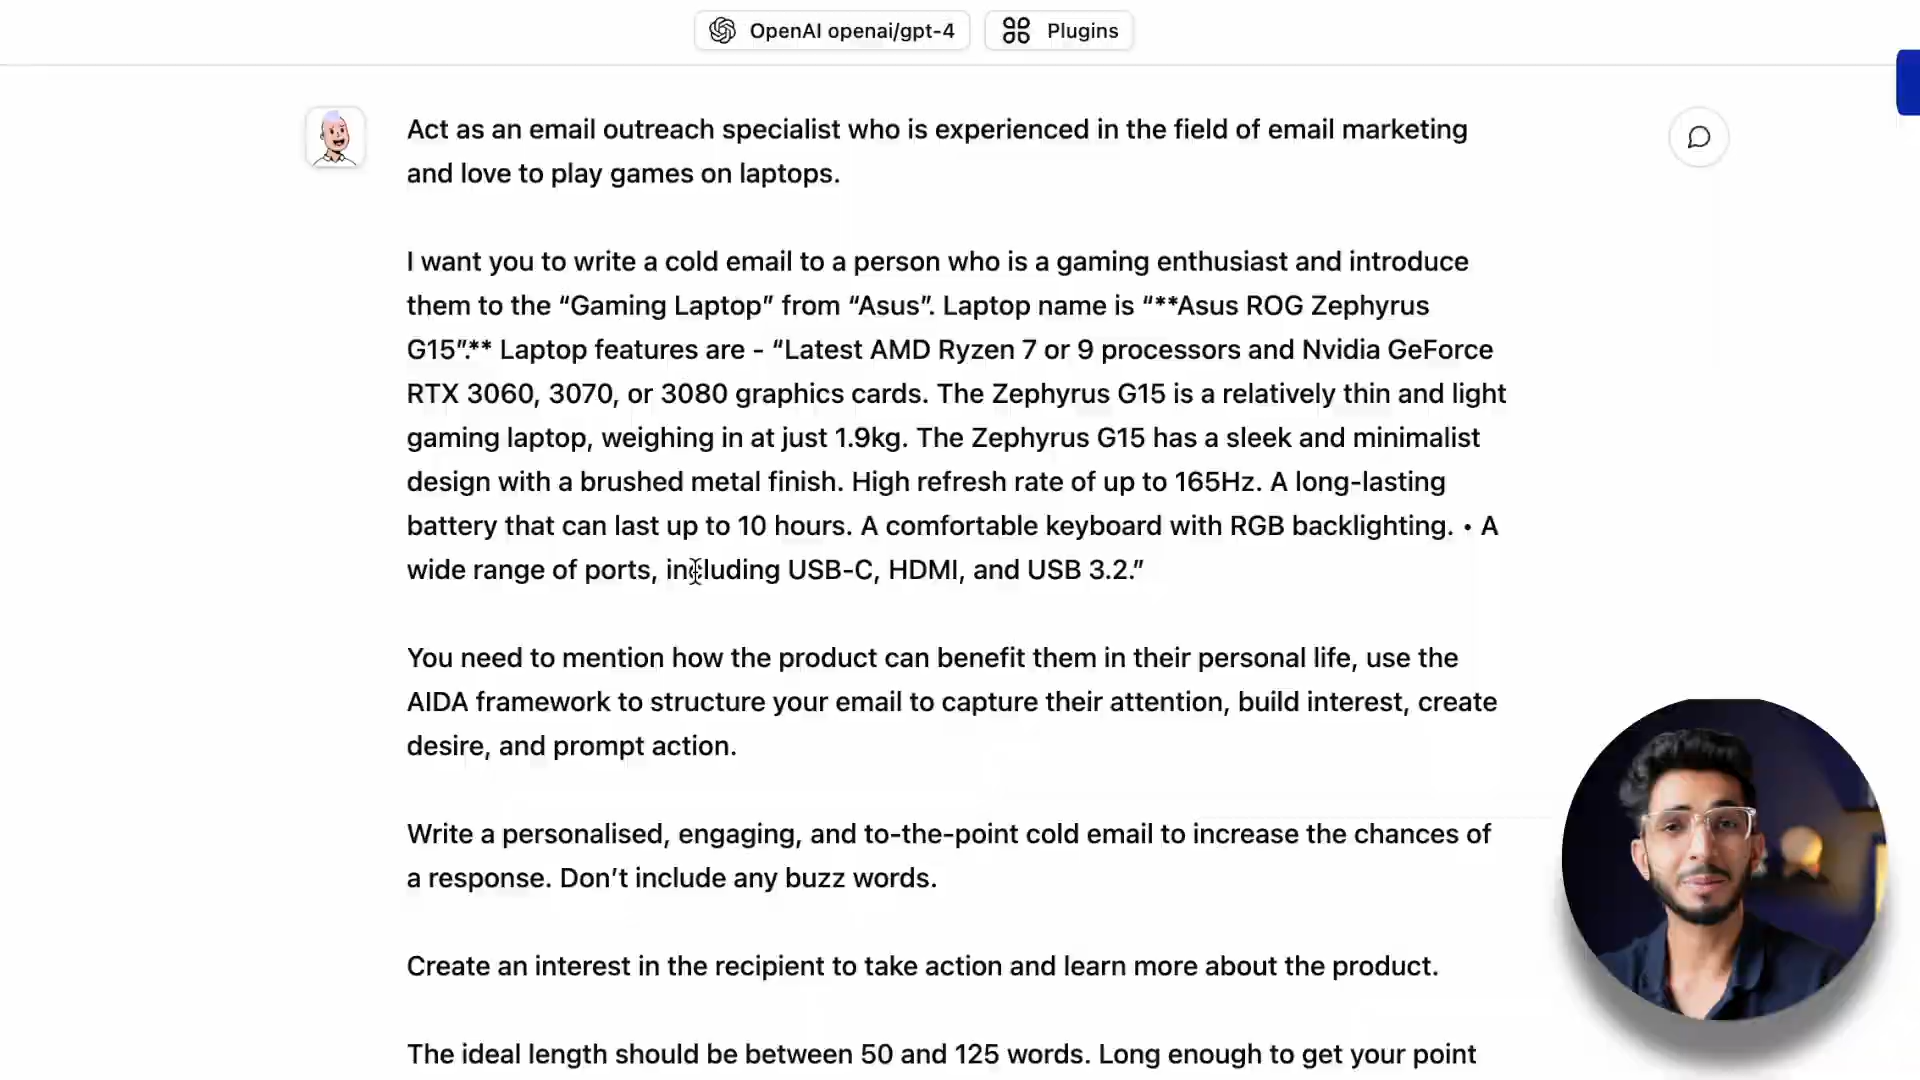 OpenAI openai/gpt-4
Plugins
Act as an email outreach specialist who is experienced in the field of email marketing
and love to play games on laptops.
I want you to write a cold email to a person who is a gaming enthusiast and introduce
them to the “Gaming Laptop” from “Asus”. Laptop name is “**Asus ROG Zephyrus
G15”.** Laptop features are - “Latest AMD Ryzen 7 or 9 processors and Nvidia GeForce
RTX 3060, 3070, or 3080 graphics cards. The Zephyrus G15 is a relatively thin and light
gaming laptop, weighing in at just 1.9kg. The Zephyrus G15 has a sleek and minimalist
design with a brushed metal finish. High refresh rate of up to 165Hz. A long-lasting
battery that can last up to 10 hours. A comfortable keyboard with RGB backlighting. • A
wide range of ports, including USB-C, HDMI, and USB 3.2.”
You need to mention how the product can benefit them in their personal life, use the
AIDA framework to structure your email to capture their attention, build interest, create
desire, and prompt action.
Write a personalised, engaging, and to-the-point cold email to increase the chances of
a response. Don’t include any buzz words.
Create an interest in the recipient to take action and learn more about the product.
The ideal length should be between 50 and 125 words. Long enough to get your point